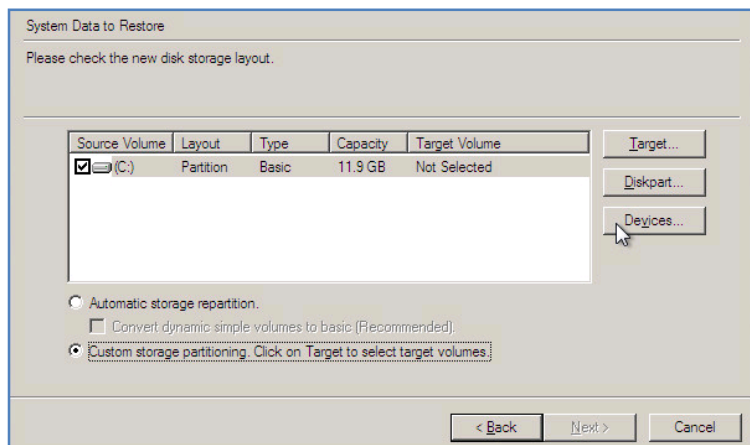 System Data to Restore
Please check the new disk storage layout.
Source Volume Layout Type Capacity Target Volume
(C:) Partition Basic 11.9 GB Not Selected
Target...
Diskpart...
Devices...
Automatic storage repartition.
Convert dynamic simple volumes to basic (Recommended).
Custom storage partitioning. Click on Target to select target volumes.
< Back Next > Cancel